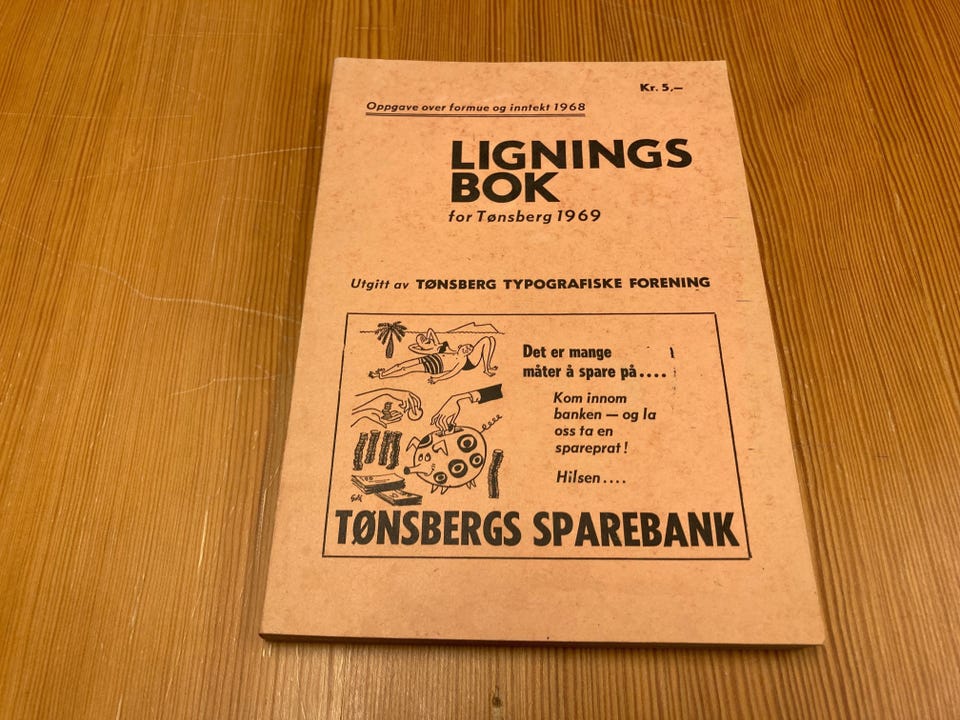 Kr. 5,—
Oppgave over formue og inntekt 1968
LIGNINGS
BOK
for Tønsberg 1969
Utgitt av TØNSBERG TYPOGRAFISKE FORENING
Det er mange
måter å spare på....
Kom innom
banken — og la
oss ta en
spareprat!
Hilsen....
TØNSBERGS SPAREBANK